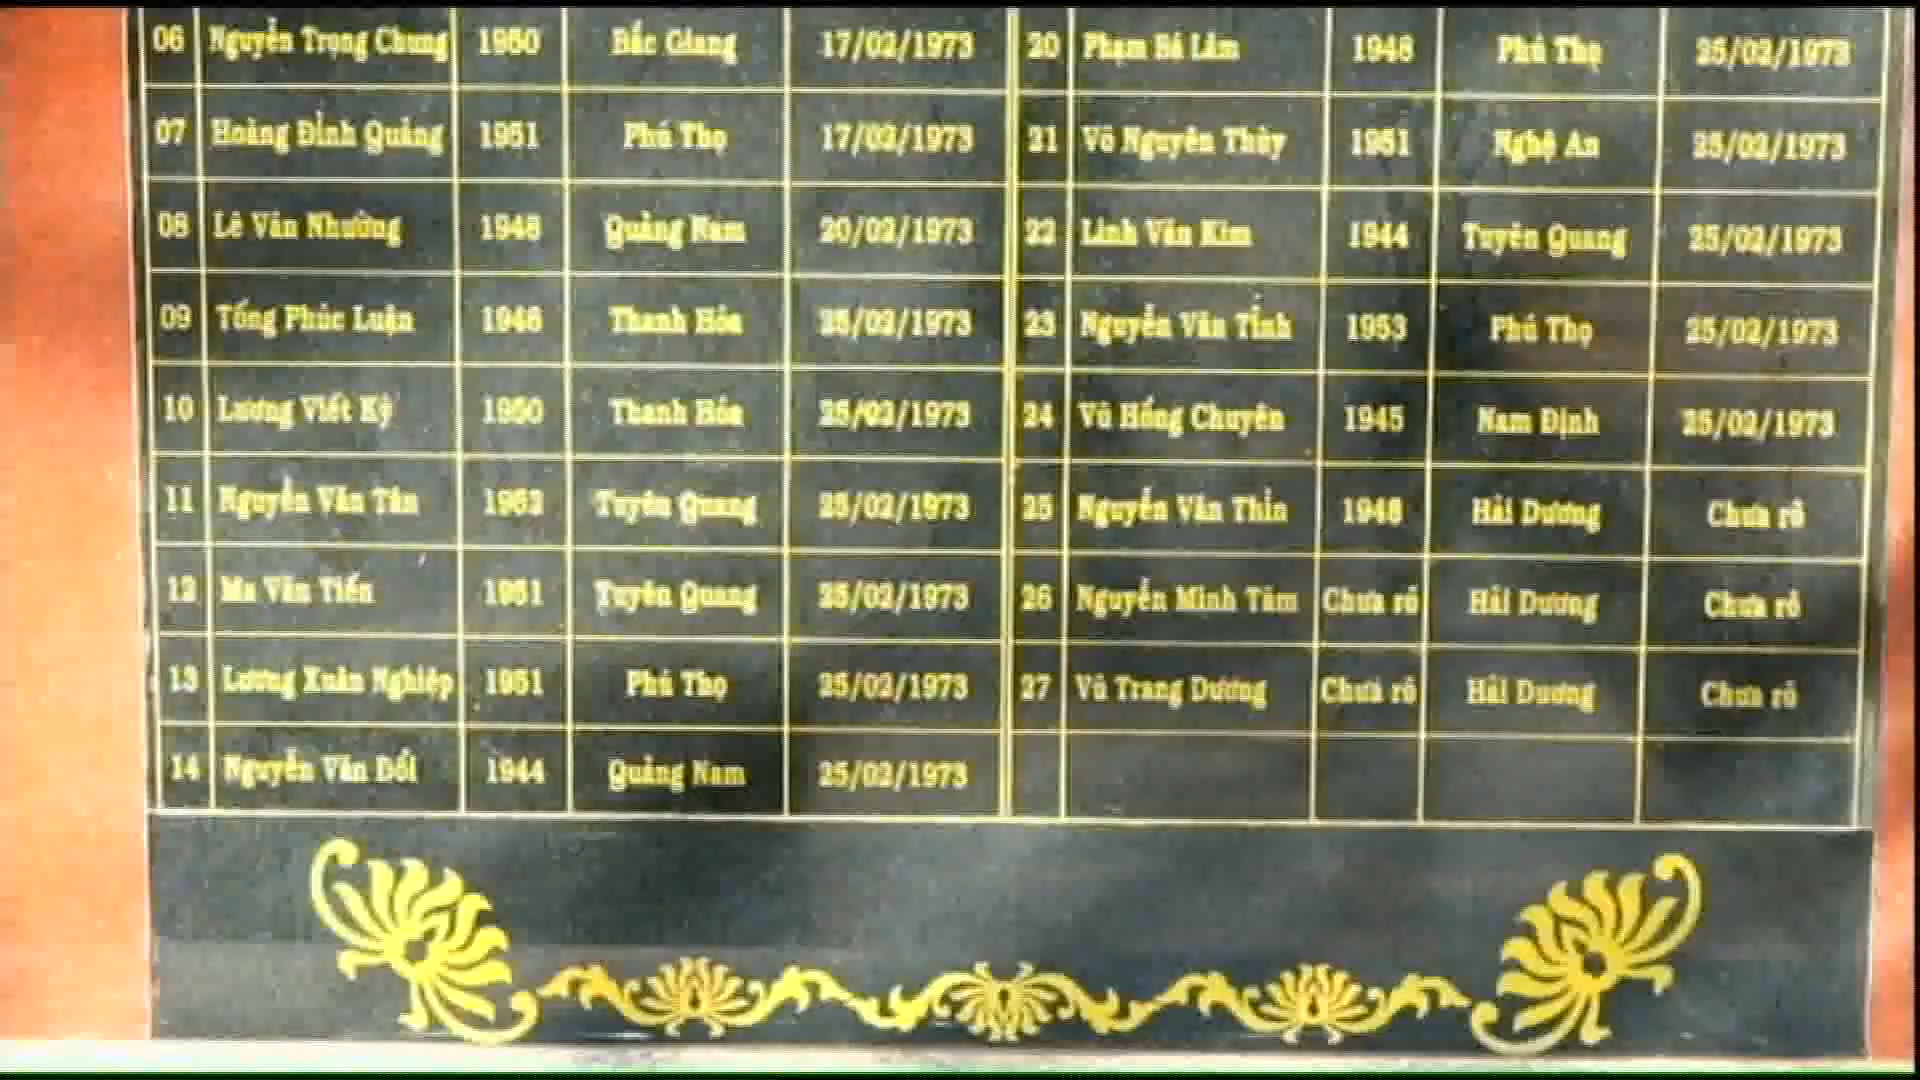 06 Nguyễn Trọng Chung 1950 Bắc Giang 17/02/1973
07 Hoàng Đình Quảng 1951 Phú Thọ 17/02/1973
08 Lê Văn Nhường 1948 Quảng Nam 20/02/1973
09 Tống Phúc Luận 1946 Thanh Hóa 25/02/1973
10 Lương Viết Kỳ 1950 Thanh Hóa 25/02/1973
11 Nguyễn Văn Tân 1952 Tuyên Quang 25/02/1973
12 Ma Văn Tiến 1951 Tuyên Quang 25/02/1973
13 Lương Xuân Nghiệp 1951 Phú Thọ 25/02/1973
14 Nguyễn Văn Đối 1944 Quảng Nam 25/02/1973
20 Phạm Bá Lâm 1948 Phú Thọ 25/02/1973
21 Võ Nguyên Thùy 1951 Nghệ An 25/02/1973
22 Linh Văn Kim 1944 Tuyên Quang 25/02/1973
23 Nguyễn Văn Tỉnh 1953 Phú Thọ 25/02/1973
24 Vũ Hồng Chuyên 1945 Nam Định 25/02/1973
25 Nguyễn Văn Thìn 1948 Hải Dương Chưa rõ
26 Nguyễn Minh Tâm Chưa rõ Hải Dương Chưa rõ
27 Vũ Trang Dương Chưa rõ Hải Dương Chưa rõ